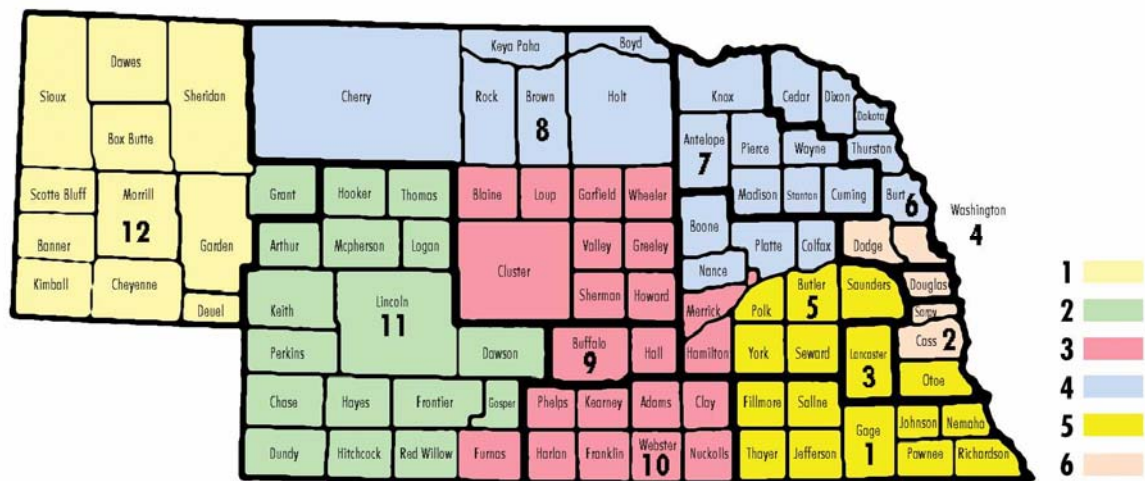 Keya Paha
Boyd
Dawes
Sioux
Sheridan
Cherry
Rock
Brown
Holt
Knox
Cedar
Dixon
Dakota
Box Butte
8
Antelope
7
Pierce
Wayne
Thurston
Scotts Bluff
Morrill
12
Grant
Hooker
Thomas
Blaine
Loup
Garfield
Wheeler
Madison
Stanton
Cuming
Burt
6
Washington
4
Boone
Banner
Garden
Arthur
Mcpherson
Logan
Cluster
Valley
Greeley
Platte
Colfax
Dodge
Nance
1
Kimball
Cheyenne
Deuel
Keith
Lincoln
11
Sherman
Howard
Merrick
Polk
Butler
5
Saunders
Douglas
Sarpy
2
Perkins
Dawson
Buffalo
9
Hall
Hamilton
York
Seward
Lancaster
3
Cass
2
3
Otoe
4
Chase
Hayes
Frontier
Gosper
Phelps
Kearney
Adams
Clay
Fillmore
Saline
Gage
1
Johnson
Nemaha
5
Dundy
Hitchcock
Red Willow
Furnas
Harlan
Franklin
Webster
10
Nuckolls
Thayer
Jefferson
Pawnee
Richardson
6